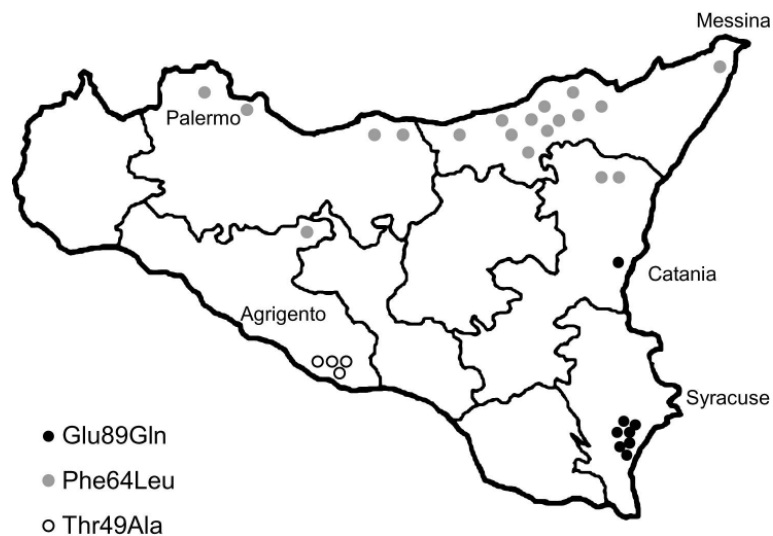 Messina
Palermo
Catania
Agrigento
Syracuse
Glu89Gln
Phe64Leu
Thr49Ala